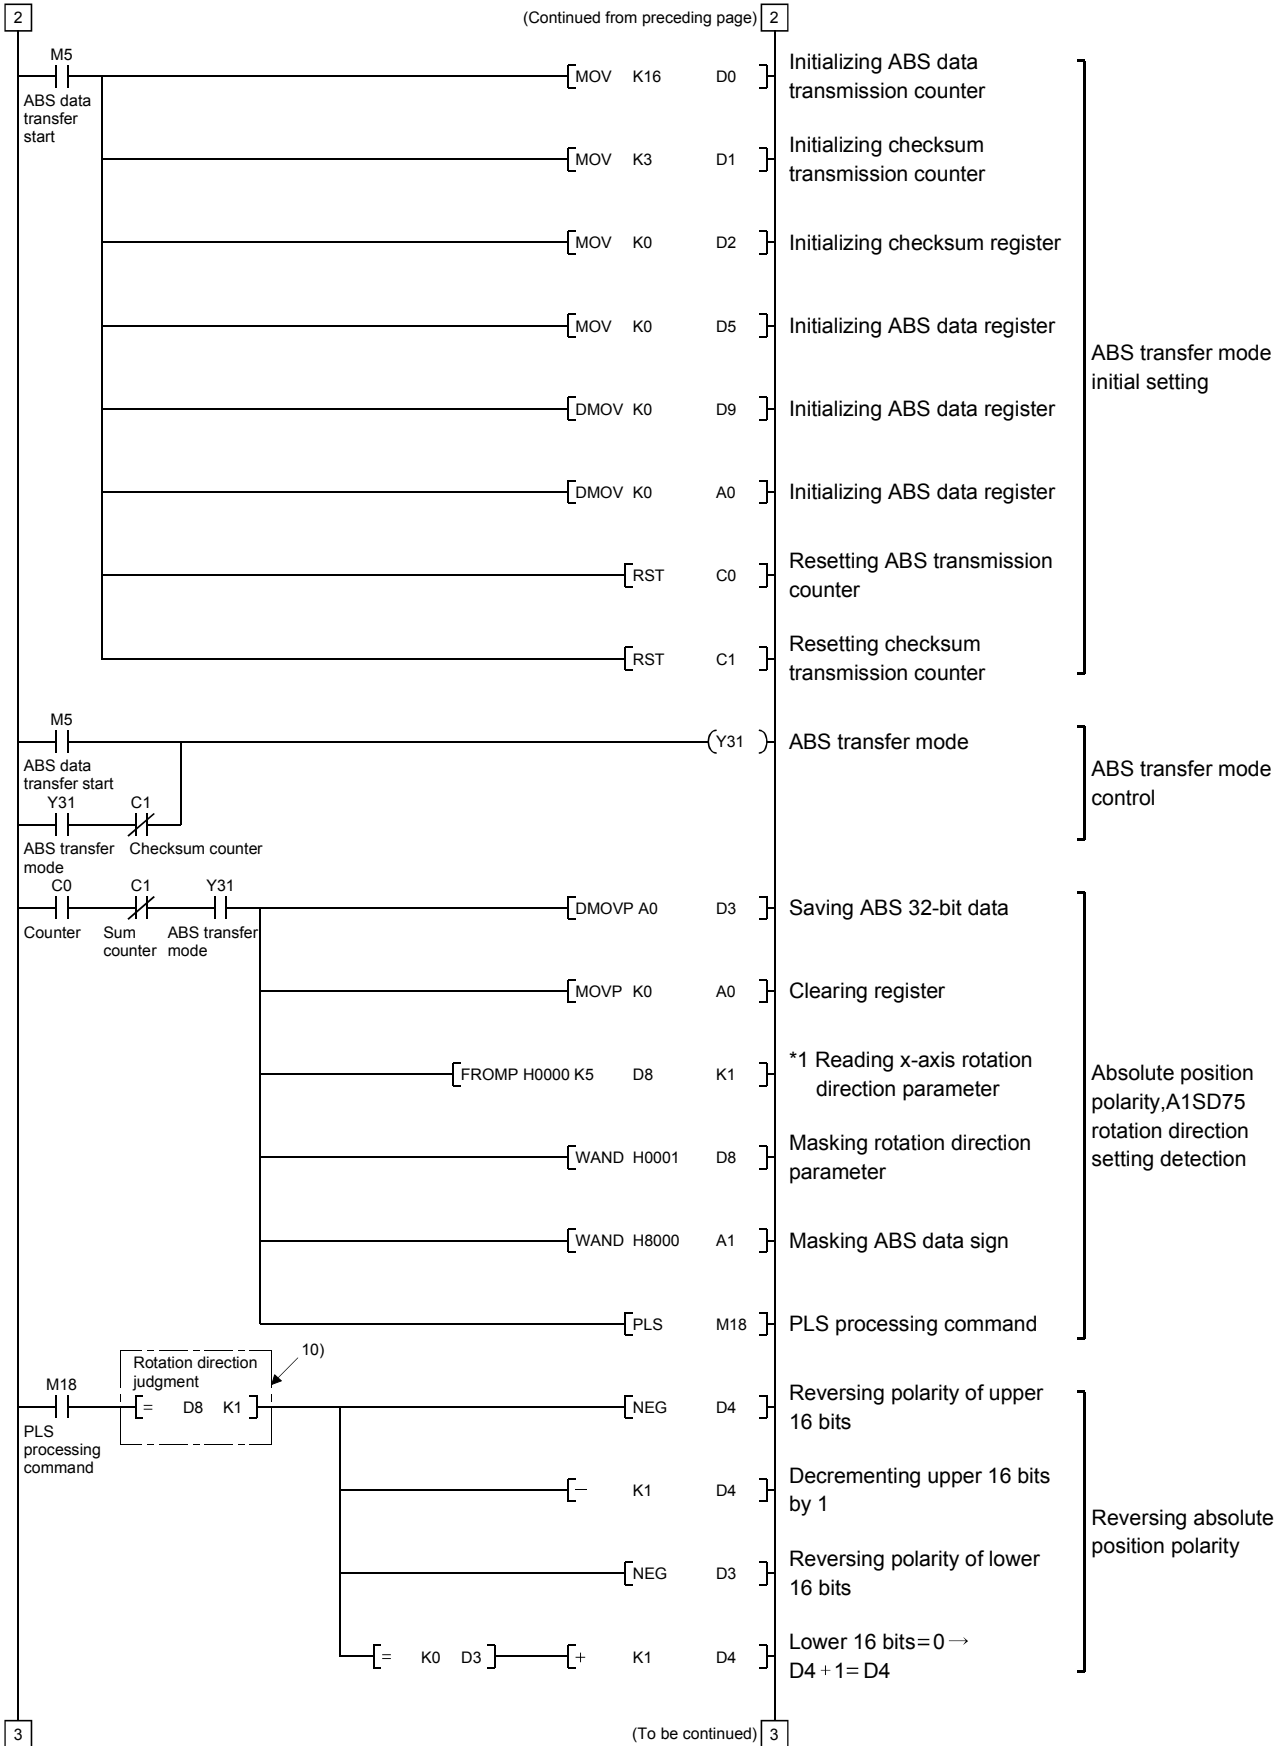 2 (Continued from preceding page) 2
M5
ABS data
transfer
start
MOV K16 D0
Initializing ABS data
transmission counter
MOV K3 D1
Initializing checksum
transmission counter
MOV K0 D2
Initializing checksum register
MOV K0 D5
Initializing ABS data register
DMOV K0 D9
Initializing ABS data register
DMOV K0 A0
Initializing ABS data register
RST C0
Resetting ABS transmission
counter
RST C1
Resetting checksum
transmission counter
ABS transfer mode
initial setting
M5
ABS data
transfer start
Y31 C1
ABS transfer
mode
Checksum counter
Y31
ABS transfer mode
ABS transfer mode
control
C0 C1 Y31
Counter
Sum
counter
ABS transfer
mode
DMOVP A0 D3
Saving ABS 32-bit data
MOVP K0 A0
Clearing register
FROMP H0000 K5 D8 K1
*1 Reading x-axis rotation
direction parameter
WAND H0001 D8
Masking rotation direction
parameter
WAND H8000 A1
Masking ABS data sign
PLS M18
PLS processing command
Absolute position
polarity,A1SD75
rotation direction
setting detection
M18
PLS
processing
command
Rotation direction
judgment
= D8 K1
10)
NEG D4
Reversing polarity of upper
16 bits
− K1 D4
Decrementing upper 16 bits
by 1
NEG D3
Reversing polarity of lower
16 bits
= K0 D3
+ K1 D4
Lower 16 bits=0→
D4+1=D4
Reversing absolute
position polarity
3 (To be continued) 3